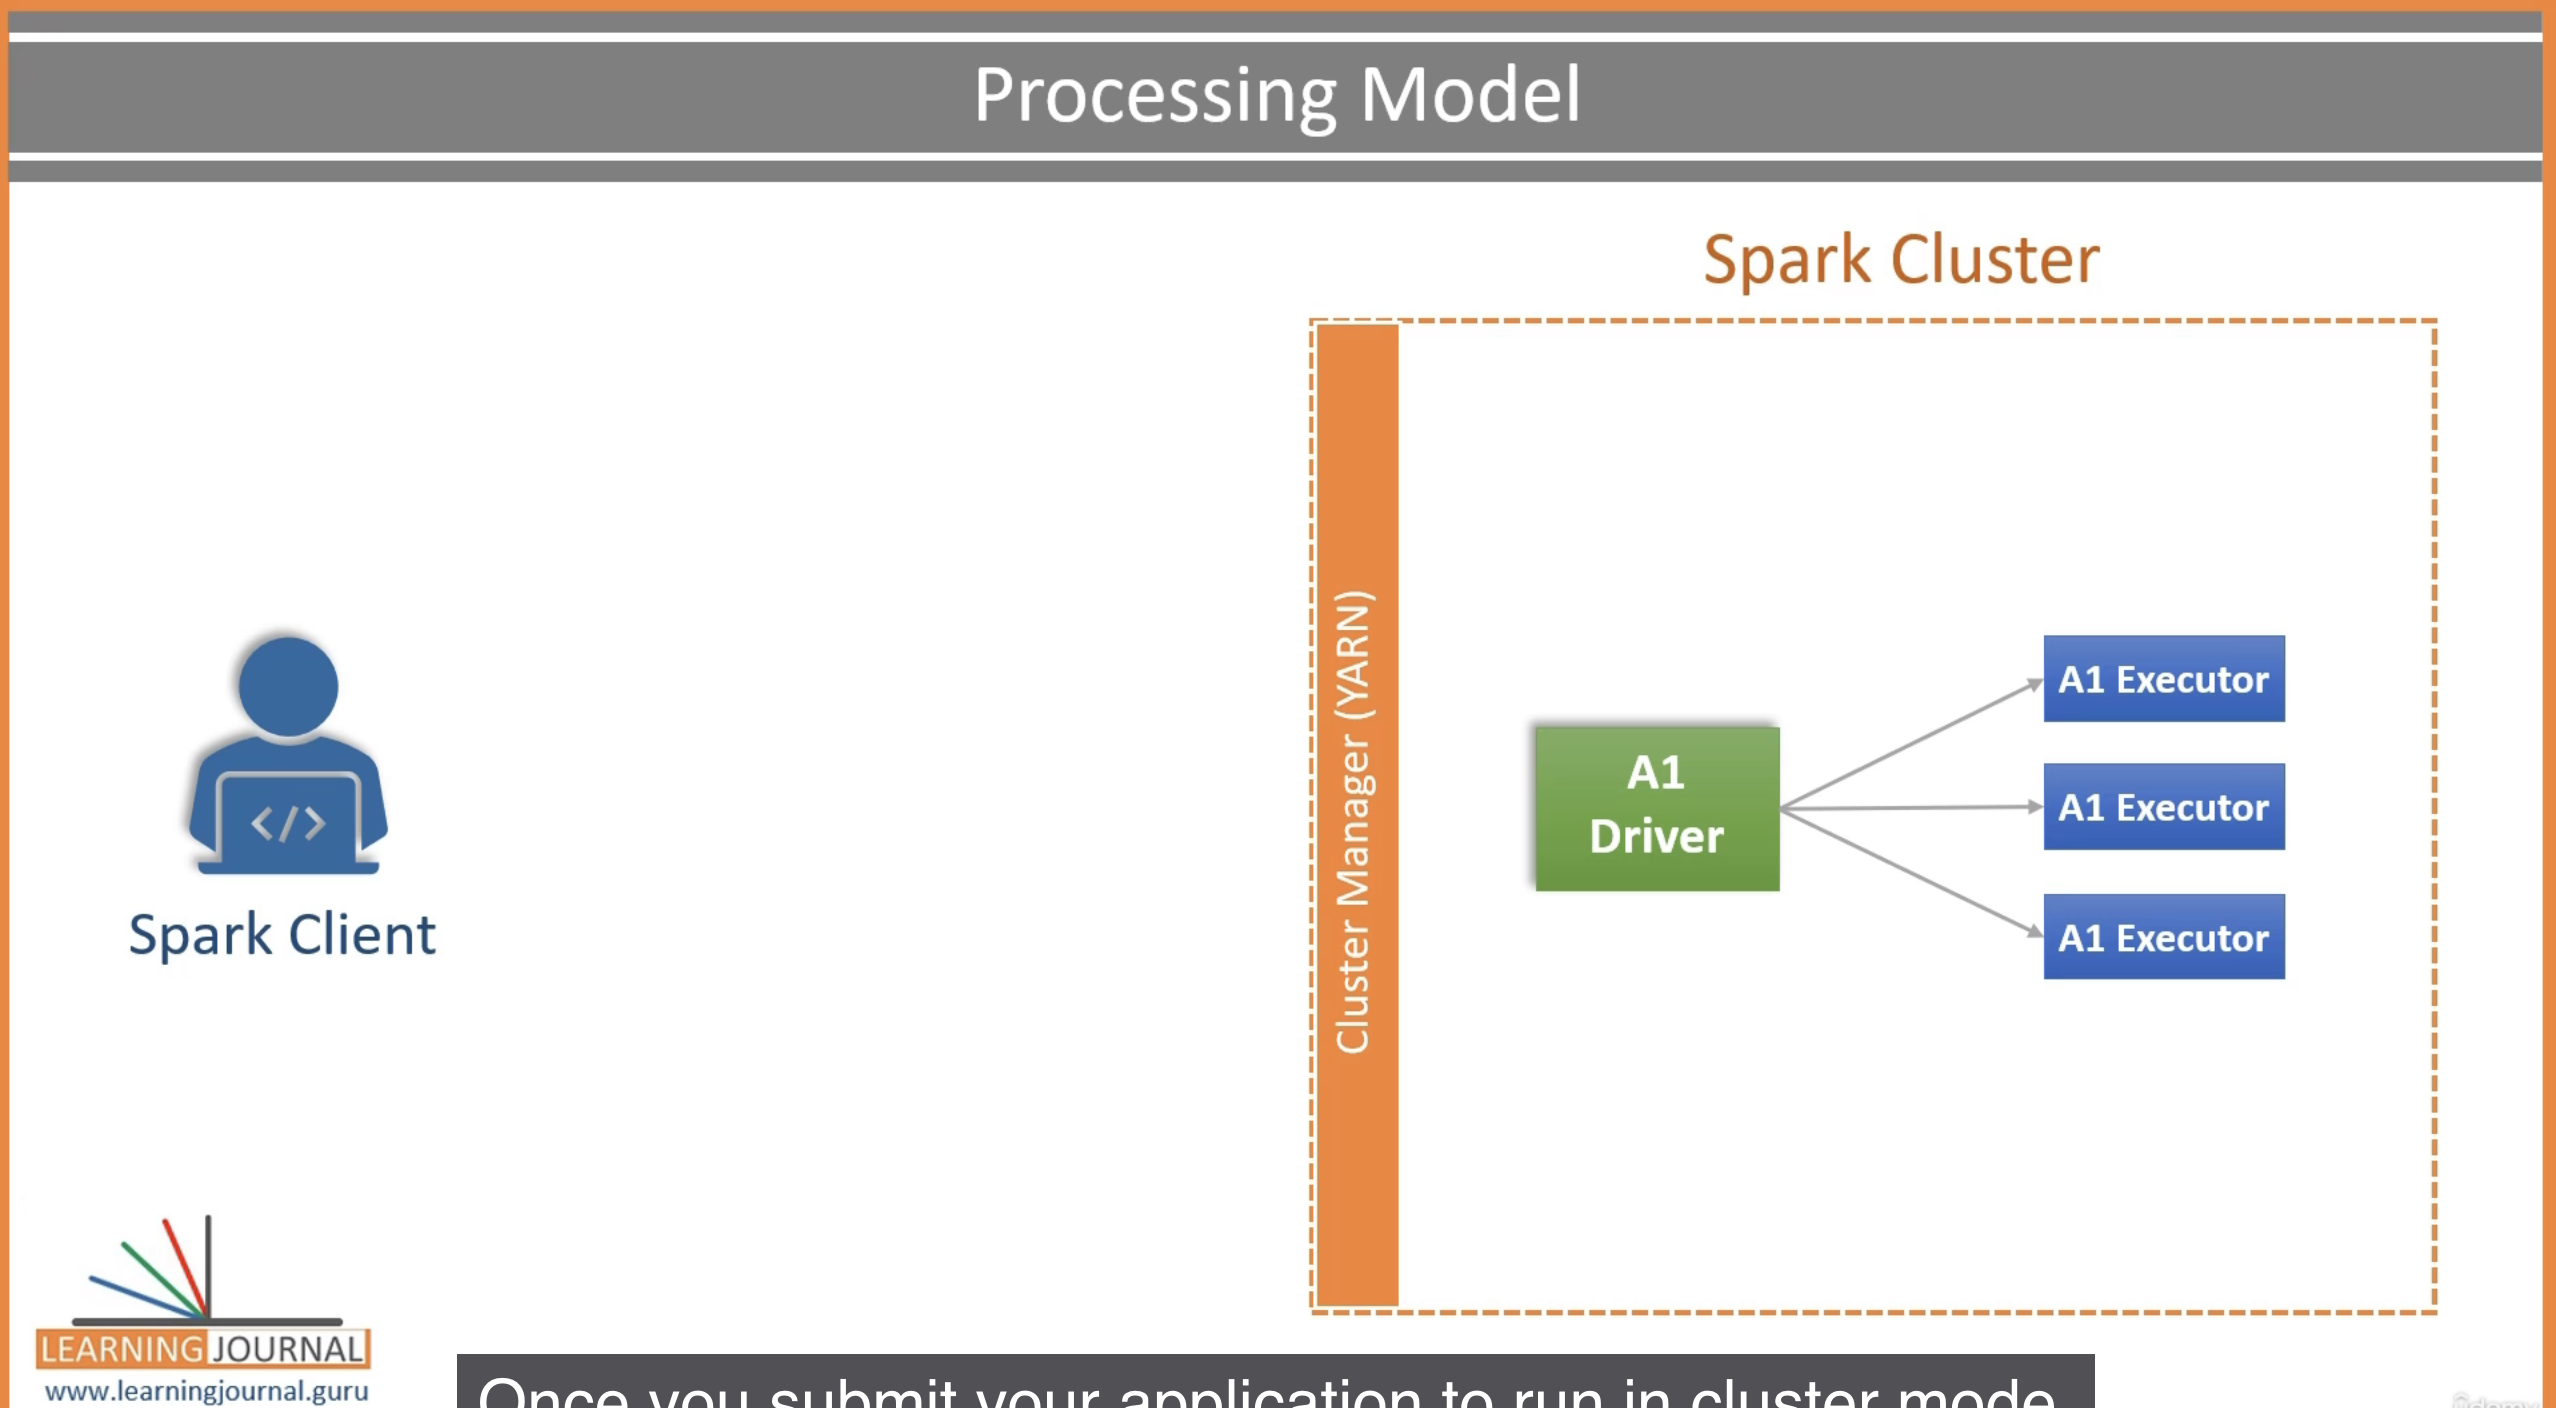 Processing Model
Spark Cluster
Cluster Manager (YARN)
A1
Driver
A1 Executor
A1 Executor
A1 Executor
Spark Client
</>
LEARNING JOURNAL
www.learningjournal.guru
Once you submit your application to run in cluster mode,
udemy